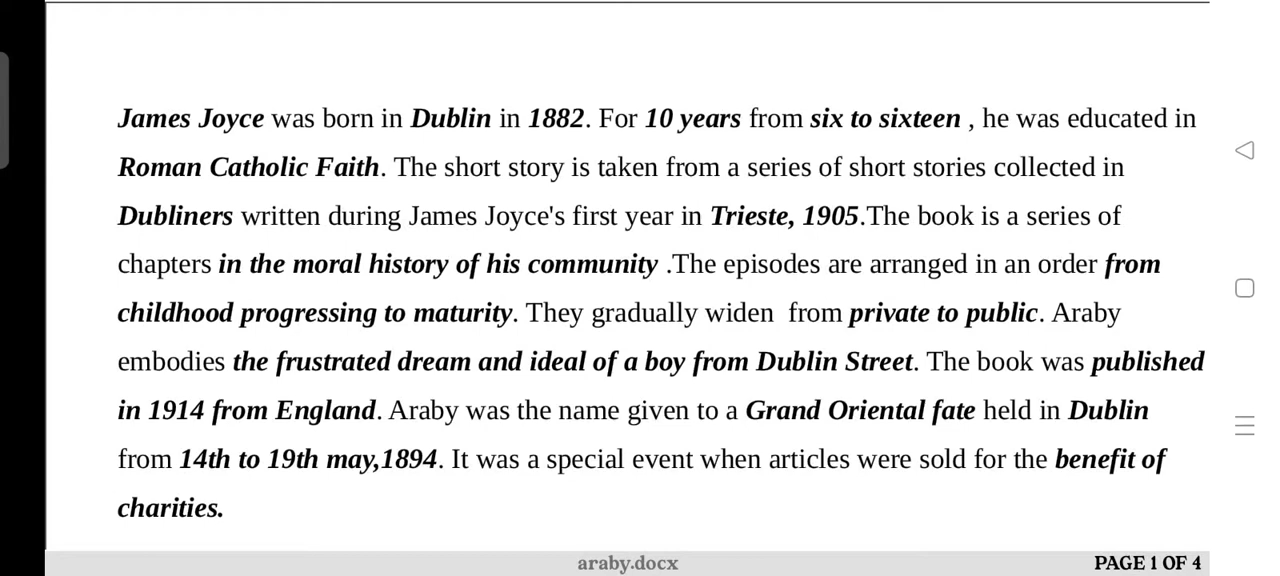 James Joyce was born in Dublin in 1882. For 10 years from six to sixteen , he was educated in
Roman Catholic Faith. The short story is taken from a series of short stories collected in
Dubliners written during James Joyce's first year in Trieste, 1905.The book is a series of
chapters in the moral history of his community .The episodes are arranged in an order from
childhood progressing to maturity. They gradually widen  from private to public. Araby
embodies the frustrated dream and ideal of a boy from Dublin Street. The book was published
in 1914 from England. Araby was the name given to a Grand Oriental fate held in Dublin
from 14th to 19th may,1894. It was a special event when articles were sold for the benefit of
charities.
araby.docx PAGE 1 OF 4